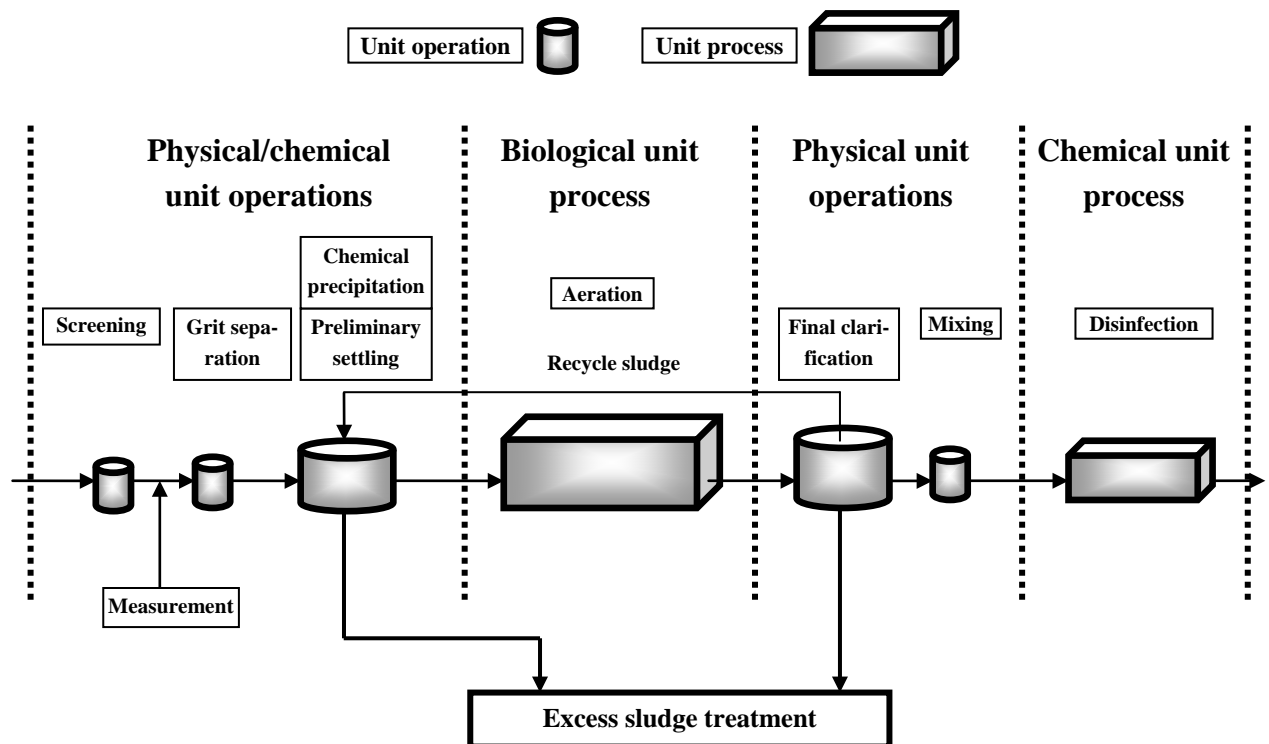 Unit operation
Unit process
Physical/chemical
unit operations
Biological unit
process
Physical unit
operations
Chemical unit
process
Screening
Grit sepa-
ration
Chemical
precipitation
Preliminary
settling
Aeration
Recycle sludge
Final clari-
fication
Mixing
Disinfection
Measurement
Excess sludge treatment